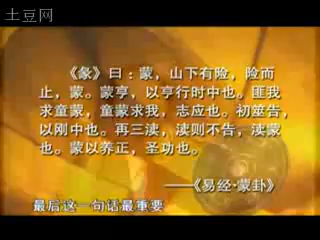 土豆网
《彖》曰：蒙，山下有险，险而
止，蒙。蒙亨，以亨行时中也。匪我
求童蒙，童蒙求我，志应也。初筮告，
以刚中也。再三渎，渎则不告，渎蒙
也。蒙以养正，圣功也。
——《易经·蒙卦》
最后这一句话最重要